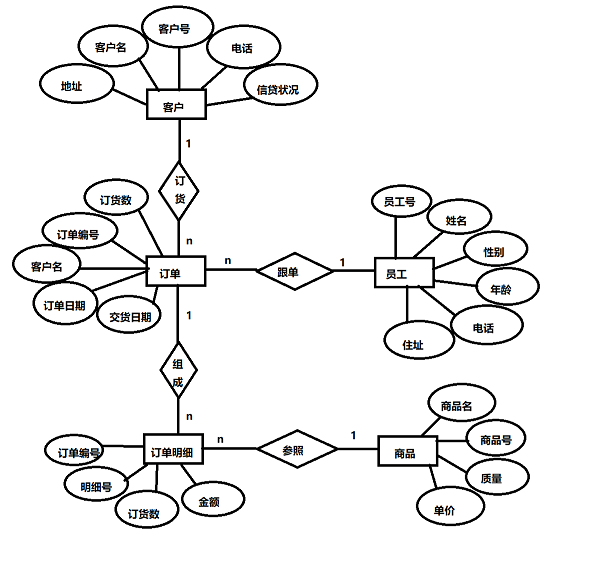 客户号
客户名
电话
地址
信贷状况
客户
1
订
货
n
订货数
订单编号
客户名
订单日期
交货日期
订单
n
跟单
1
员工
员工号
姓名
性别
年龄
电话
住址
1
组
成
n
订单明细
订单编号
明细号
订货数
金额
n
参照
1
商品
商品名
商品号
质量
单价